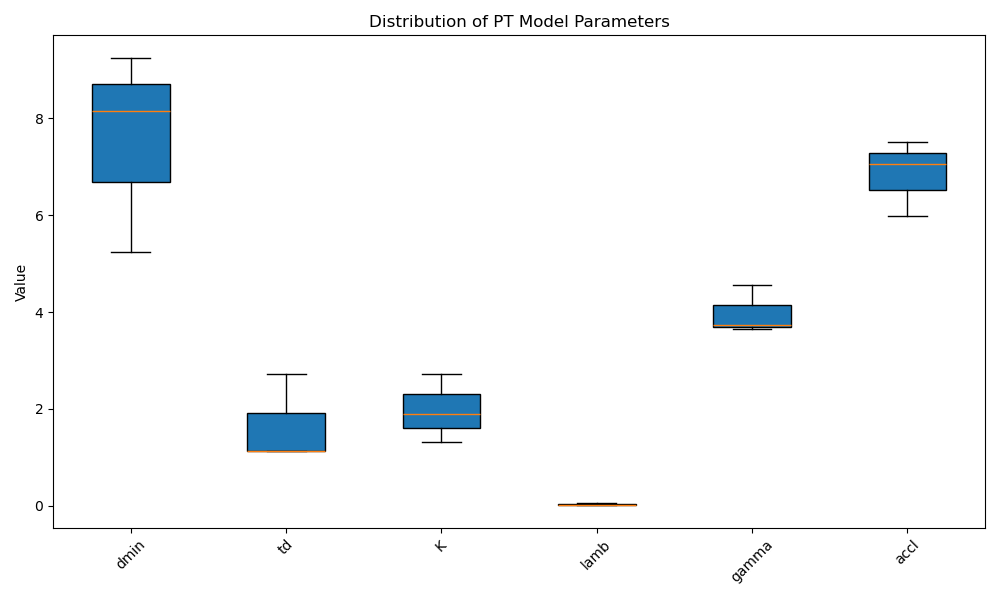 Distribution of PT Model Parameters
Value
8
6
4
2
0
dmin
td
K
lamb
gamma
accl